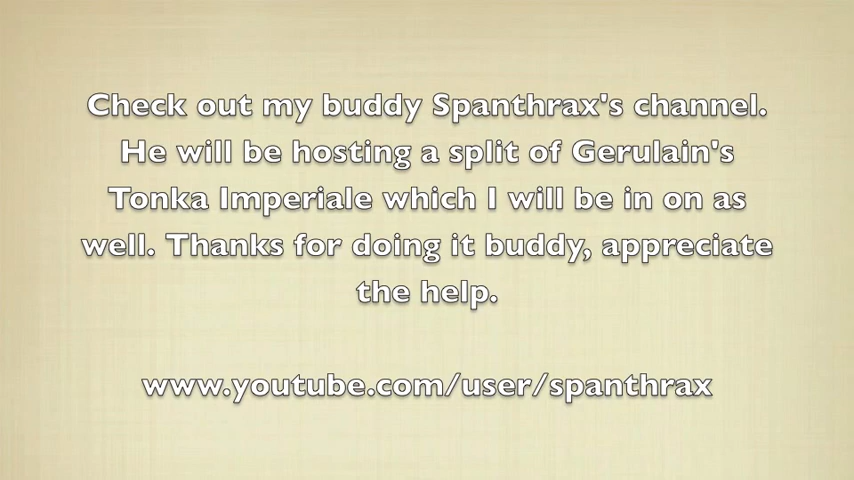 Check out my buddy Spanthrax's channel.
He will be hosting a split of Gerulain's
Tonka Imperiale which I will be in on as
well. Thanks for doing it buddy, appreciate
the help.
www.youtube.com/user/spanthrax